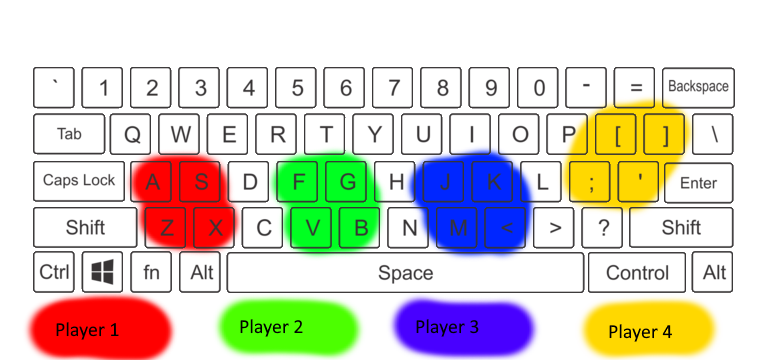 ` 1 2 3 4 5 6 7 8 9 0 - = Backspace
Tab Q W E R T Y U I O P [ ] \
Caps Lock A S D F G H J K L ; ' Enter
Shift Z X C V B N M < > ? Shift
Ctrl fn Alt Space Control Alt
Player 1 Player 2 Player 3 Player 4